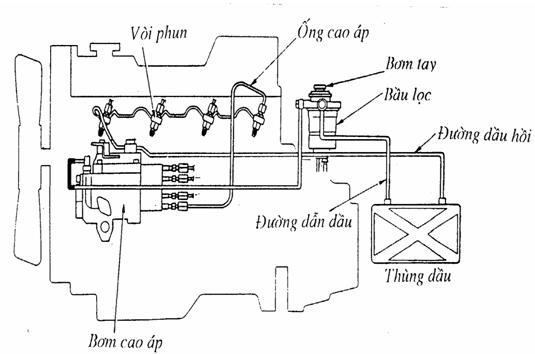 Vòi phun
Ống cao áp
Bơm tay
Bầu lọc
Đường dầu hồi
Đường dẫn dầu
Thùng dầu
Bơm cao áp